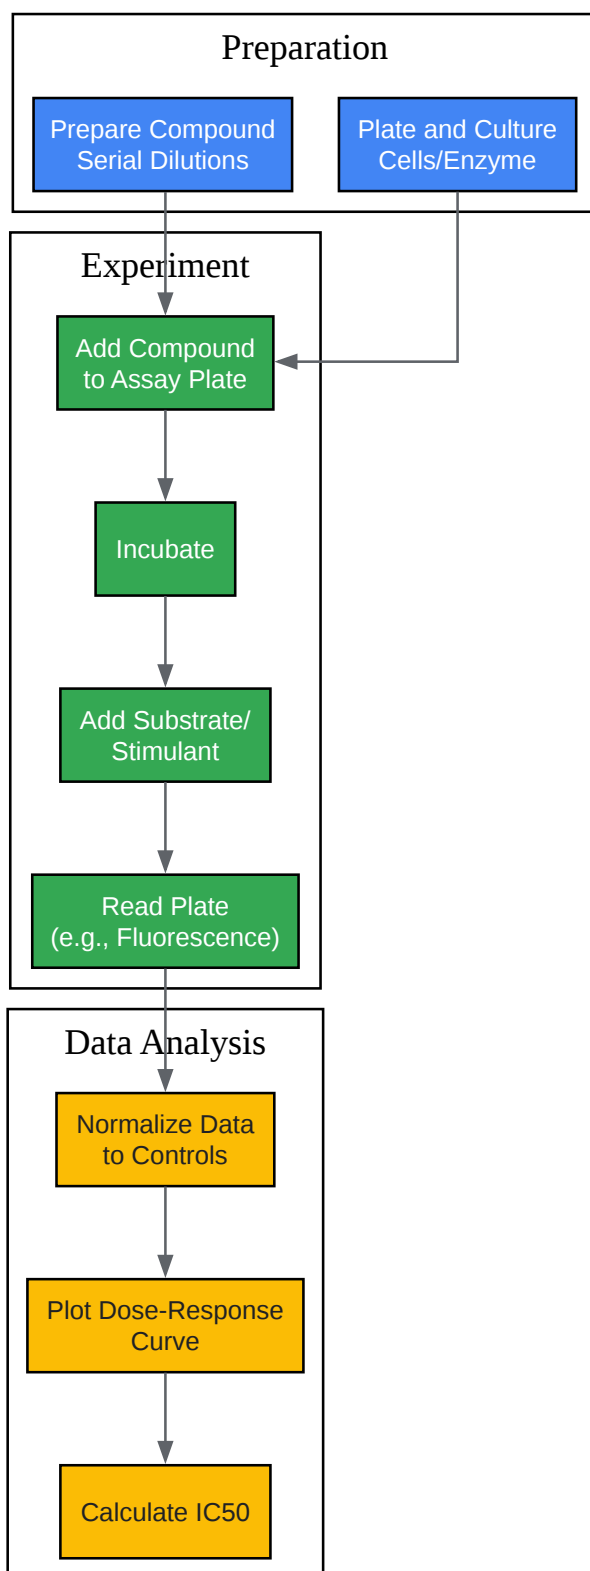 Preparation
Prepare Compound
Serial Dilutions
Plate and Culture
Cells/Enzyme
Experiment
Add Compound
to Assay Plate
Incubate
Add Substrate/
Stimulant
Read Plate
(e.g., Fluorescence)
Data Analysis
Normalize Data
to Controls
Plot Dose-Response
Curve
Calculate IC50